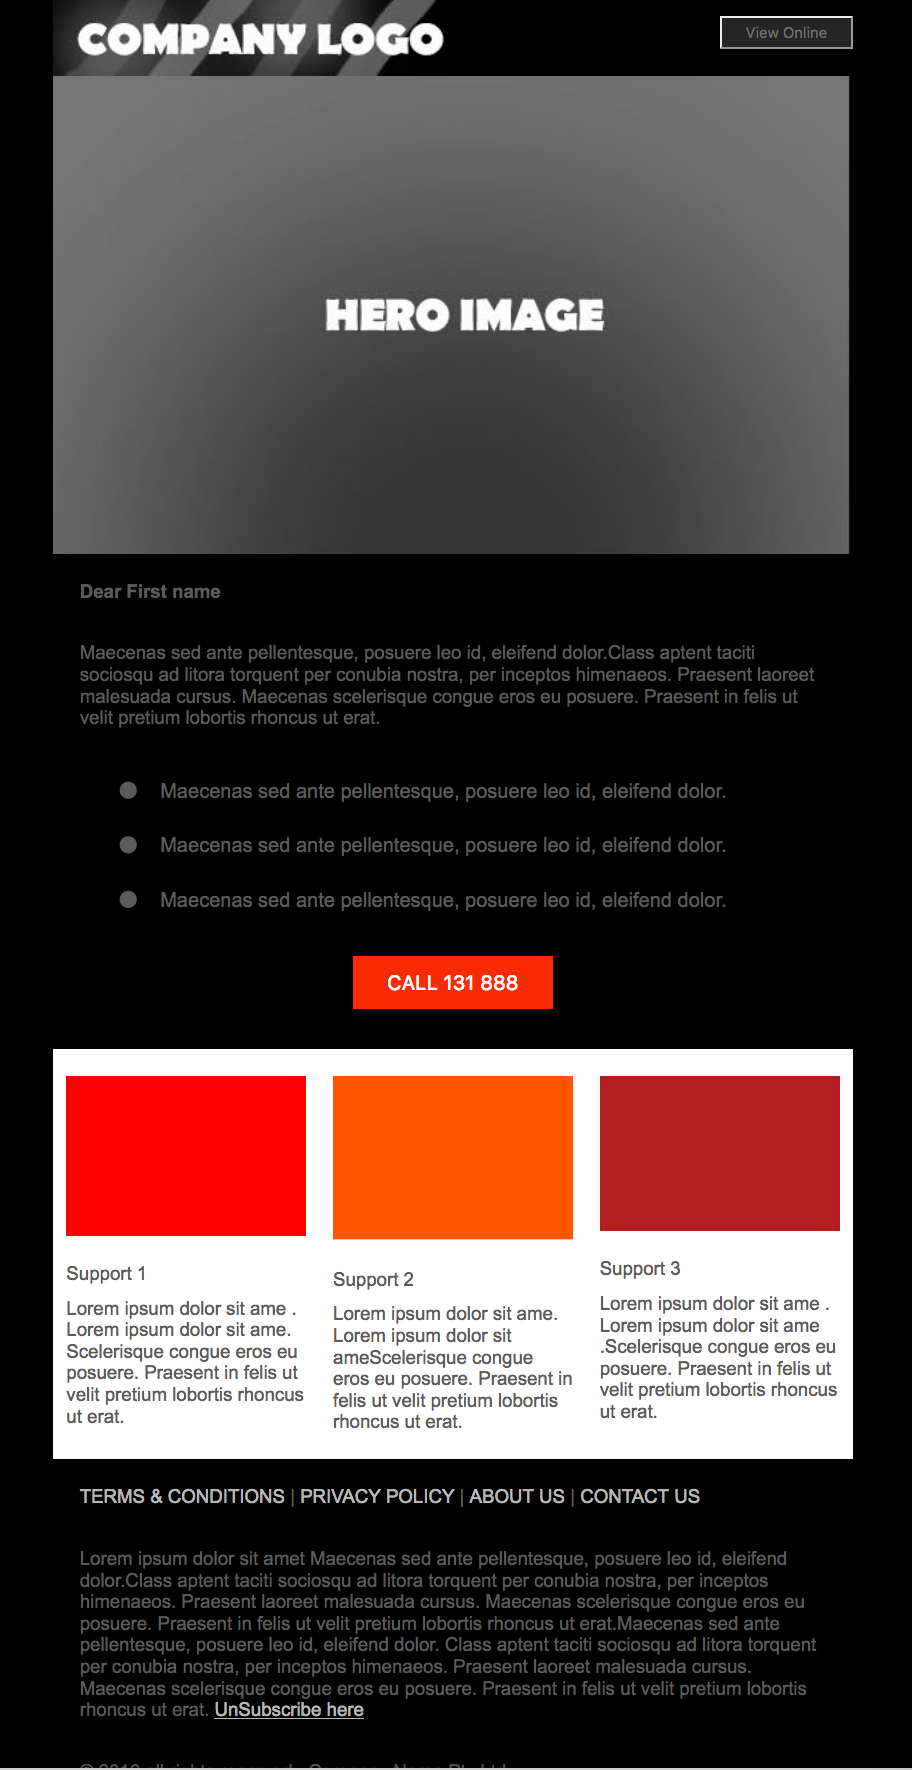 COMPANY LOGO
View Online
HERO IMAGE
Dear First name
Maecenas sed ante pellentesque, posuere leo id, eleifend dolor.Class aptent taciti
sociosqu ad litora torquent per conubia nostra, per inceptos himenaeos. Praesent laoreet
malesuada cursus. Maecenas scelerisque congue eros eu posuere. Praesent in felis ut
velit pretium lobortis rhoncus ut erat.
Maecenas sed ante pellentesque, posuere leo id, eleifend dolor.
Maecenas sed ante pellentesque, posuere leo id, eleifend dolor.
Maecenas sed ante pellentesque, posuere leo id, eleifend dolor.
CALL 131 888
Support 1
Lorem ipsum dolor sit ame .
Lorem ipsum dolor sit ame.
Scelerisque congue eros eu
posuere. Praesent in felis ut
velit pretium lobortis rhoncus
ut erat.
Support 2
Lorem ipsum dolor sit ame.
Lorem ipsum dolor sit
ameScelerisque congue
eros eu posuere. Praesent in
felis ut velit pretium lobortis
rhoncus ut erat.
Support 3
Lorem ipsum dolor sit ame .
Lorem ipsum dolor sit ame
.Scelerisque congue eros eu
posuere. Praesent in felis ut
velit pretium lobortis rhoncus
ut erat.
TERMS & CONDITIONS | PRIVACY POLICY | ABOUT US | CONTACT US
Lorem ipsum dolor sit amet Maecenas sed ante pellentesque, posuere leo id, eleifend
dolor.Class aptent taciti sociosqu ad litora torquent per conubia nostra, per inceptos
himenaeos. Praesent laoreet malesuada cursus. Maecenas scelerisque congue eros eu
posuere. Praesent in felis ut velit pretium lobortis rhoncus ut erat.Maecenas sed ante
pellentesque, posuere leo id, eleifend dolor. Class aptent taciti sociosqu ad litora torquent
per conubia nostra, per inceptos himenaeos. Praesent laoreet malesuada cursus.
Maecenas scelerisque congue eros eu posuere. Praesent in felis ut velit pretium lobortis
rhoncus ut erat. UnSubscribe here